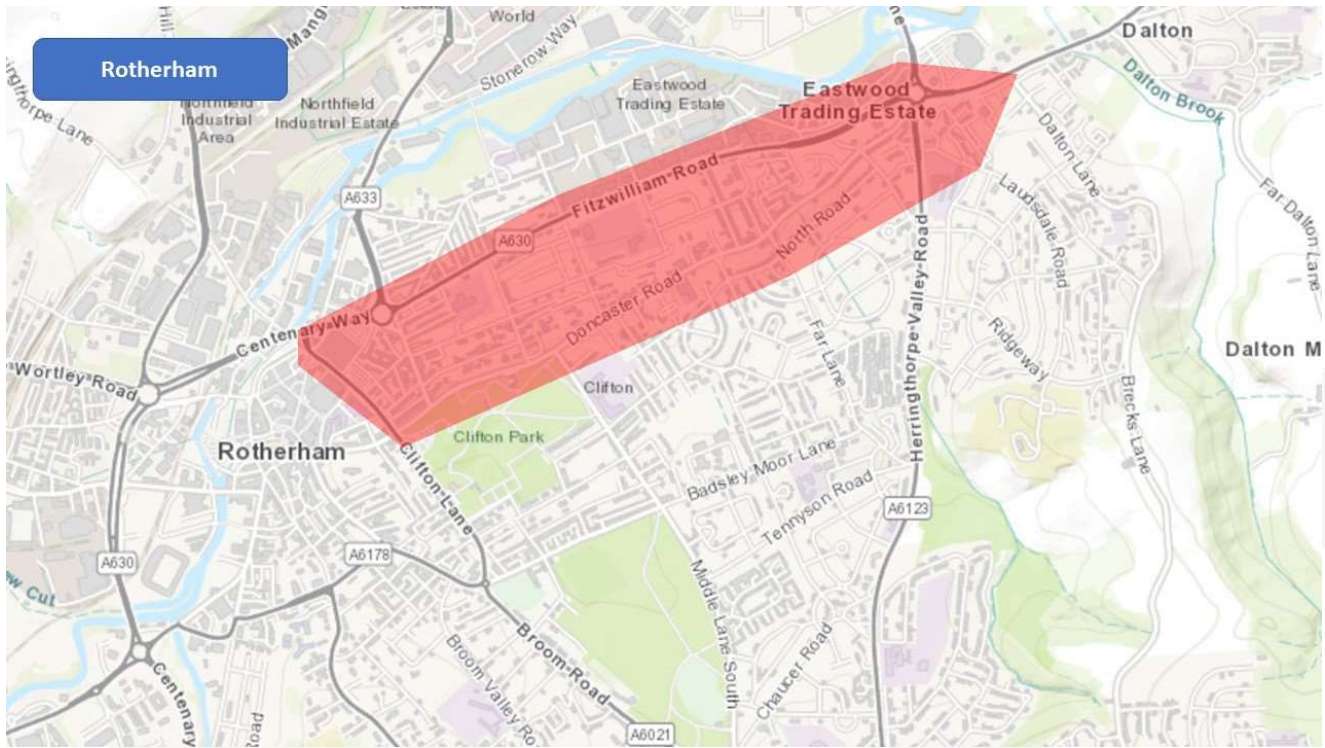 World
Dalton
Rotherham
Stonerow Way
Eastwood
Trading Estate
Eastwood
Trading Estate
Dalton Brook
Northfield
Industrial
Area
Northfield
Industrial Estate
Dalton Lane
Fitzwilliam Road
Laudsdale Road
Far Dalton Lane
A633
North Road
A630
Herringthorpe Valley Road
Doncaster Road
Centenary Way
Ridgeway
Far Lane
Dalton M
Wortley Road
Clifton
Brecks Lane
Clifton Park
Rotherham
Clifton Lane
Badsley Moor Lane
Tennyson Road
A6123
A6178
A630
Cut
Middle Lane South
Broom Road
Chaucer Road
Broom Valley Ro
Centenary
Road
A6021